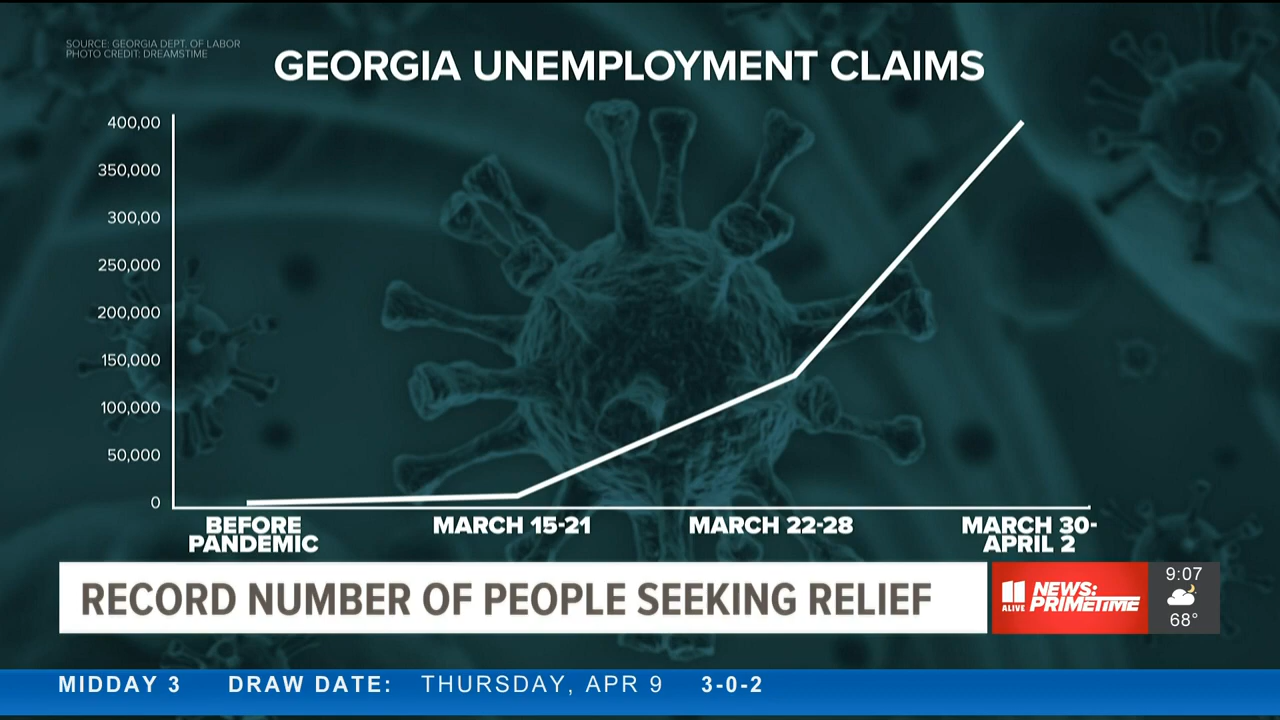 SOURCE: GEORGIA DEPT. OF LABOR
PHOTO CREDIT: DREAMSTIME
GEORGIA UNEMPLOYMENT CLAIMS
400,00
350,000
300,00
250,000
200,000
150,000
100,000
50,000
0
BEFORE
PANDEMIC
MARCH 15-21
MARCH 22-28
MARCH 30-
APRIL 2
RECORD NUMBER OF PEOPLE SEEKING RELIEF
11
ALIVE
NEWS:
PRIMETIME
9:07
68°
MIDDAY 3 DRAW DATE: THURSDAY, APR 9 3-0-2